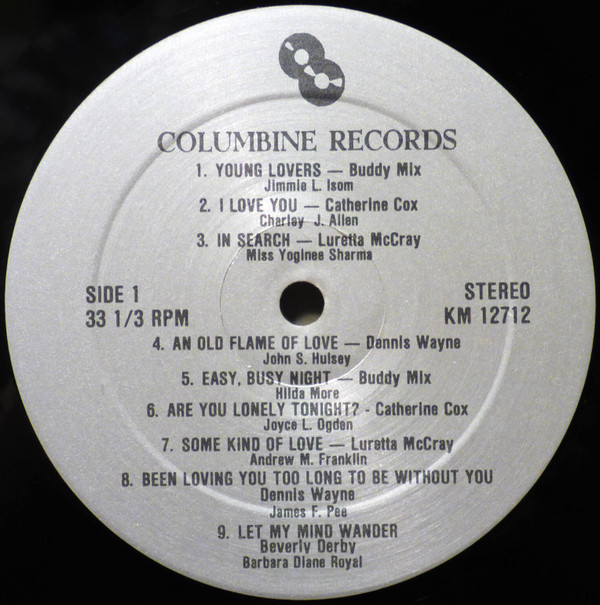 COLUMBINE RECORDS
1. YOUNG LOVERS — Buddy Mix
Jimmie L. Isom
2. I LOVE YOU — Catherine Cox
Charley J. Allen
3. IN SEARCH — Luretta McCray
Miss Yoginee Sharma
SIDE 1
33 1/3 RPM
STEREO
KM 12712
4. AN OLD FLAME OF LOVE — Dennis Wayne
John S. Hulsey
5. EASY, BUSY NIGHT — Buddy Mix
Hilda More
6. ARE YOU LONELY TONIGHT? - Catherine Cox
Joyce L. Ogden
7. SOME KIND OF LOVE — Luretta McCray
Andrew M. Franklin
8. BEEN LOVING YOU TOO LONG TO BE WITHOUT YOU
Dennis Wayne
James F. Pee
9. LET MY MIND WANDER
Beverly Derby
Barbara Diane Royal